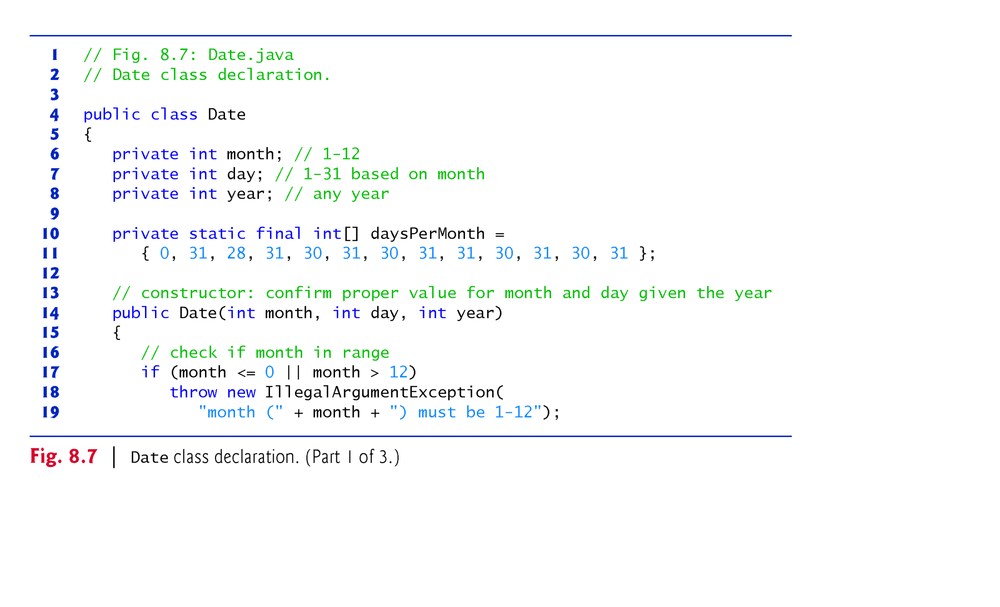 1 // Fig. 8.7: Date.java
2 // Date class declaration.
3
4 public class Date
5 {
6 private int month; // 1-12
7 private int day; // 1-31 based on month
8 private int year; // any year
9
10 private static final int[] daysPerMonth =
11 { 0, 31, 28, 31, 30, 31, 30, 31, 31, 30, 31, 30, 31 };
12
13 // constructor: confirm proper value for month and day given the year
14 public Date(int month, int day, int year)
15 {
16 // check if month in range
17 if (month <= 0 || month > 12)
18 throw new IllegalArgumentException(
19 "month (" + month + ") must be 1-12");
Fig. 8.7 | Date class declaration. (Part 1 of 3.)